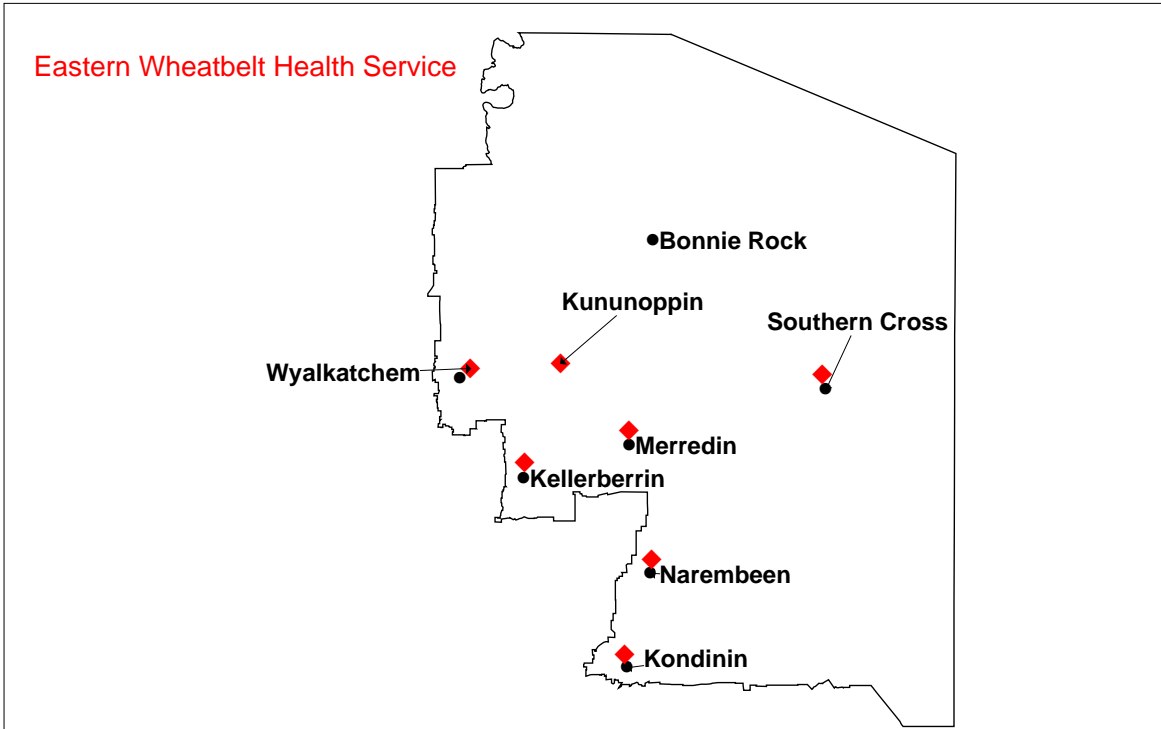 Eastern Wheatbelt Health Service
Bonnie Rock
Kununoppin
Southern Cross
Wyalkatchem
Merredin
Kellerberrin
Narembeen
Kondinin